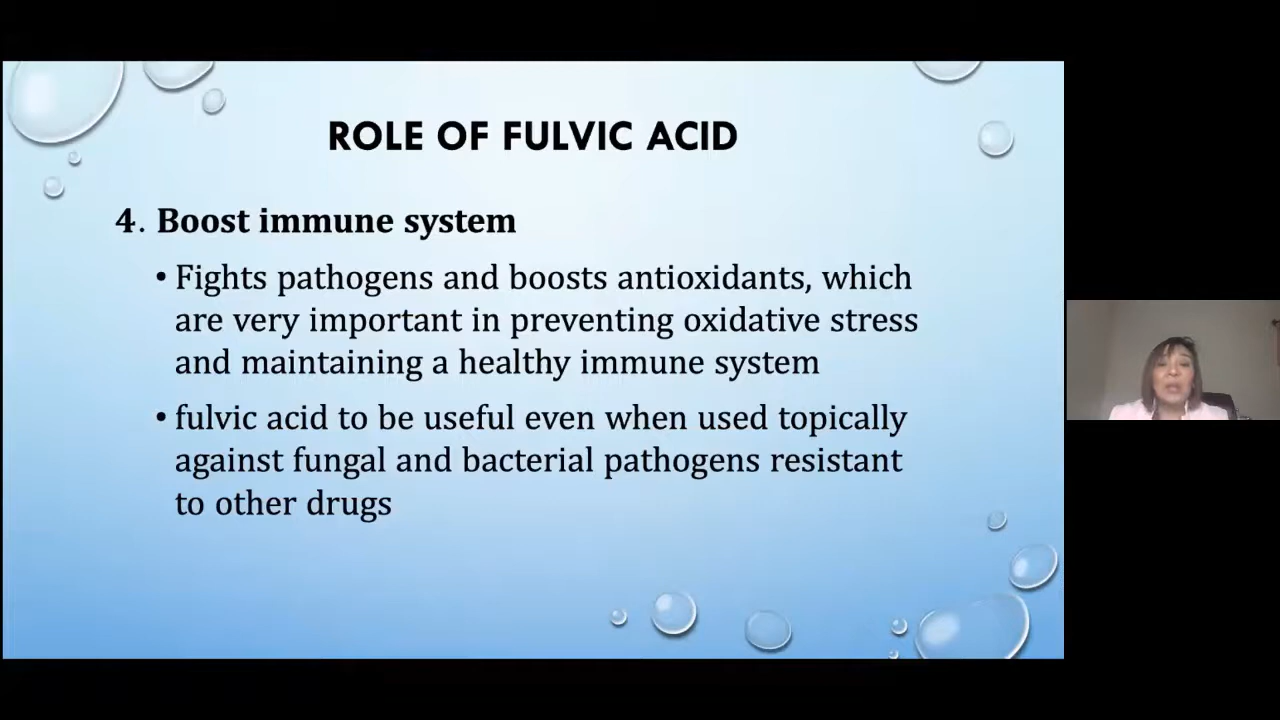 ROLE OF FULVIC ACID
4. Boost immune system
• Fights pathogens and boosts antioxidants, which
are very important in preventing oxidative stress
and maintaining a healthy immune system
• fulvic acid to be useful even when used topically
against fungal and bacterial pathogens resistant
to other drugs